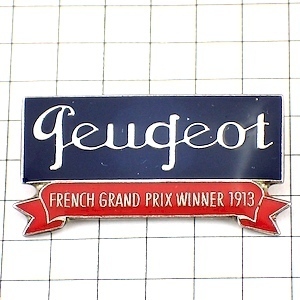 Peugeot
FRENCH GRAND PRIX WINNER 1913